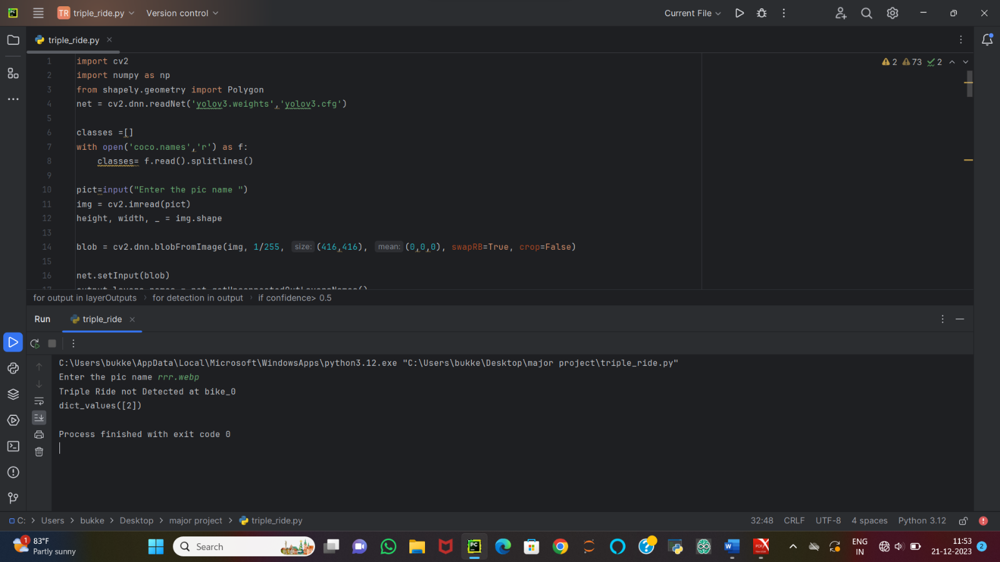 TR triple_ride.py Version control Current File
triple_ride.py
1 import cv2
2 import numpy as np
3 from shapely.geometry import Polygon
4 net = cv2.dnn.readNet('yolov3.weights','yolov3.cfg')
5
6 classes =[]
7 with open('coco.names','r') as f:
8 classes= f.read().splitlines()
9
10 pict=input("Enter the pic name ")
11 img = cv2.imread(pict)
12 height, width, _ = img.shape
13
14 blob = cv2.dnn.blobFromImage(img, 1/255, size: (416,416), mean: (0,0,0), swapRB=True, crop=False)
15
16 net.setInput(blob)
17 output_layers_names = net.getUnconnectedOutLayersNames()
2 73 2
for output in layerOutputs › for detection in output › if confidence> 0.5
Run triple_ride
C:\Users\bukke\AppData\Local\Microsoft\WindowsApps\python3.12.exe "C:\Users\bukke\Desktop\major project\triple_ride.py"
Enter the pic name rrr.webp
Triple Ride not Detected at bike_0
dict_values([2])
Process finished with exit code 0
C: > Users > bukke > Desktop > major project > triple_ride.py 32:48 CRLF UTF-8 4 spaces Python 3.12
1 83°F
Partly sunny
Search
PC
W
PDF
ENG
IN
11:53
21-12-2023
2